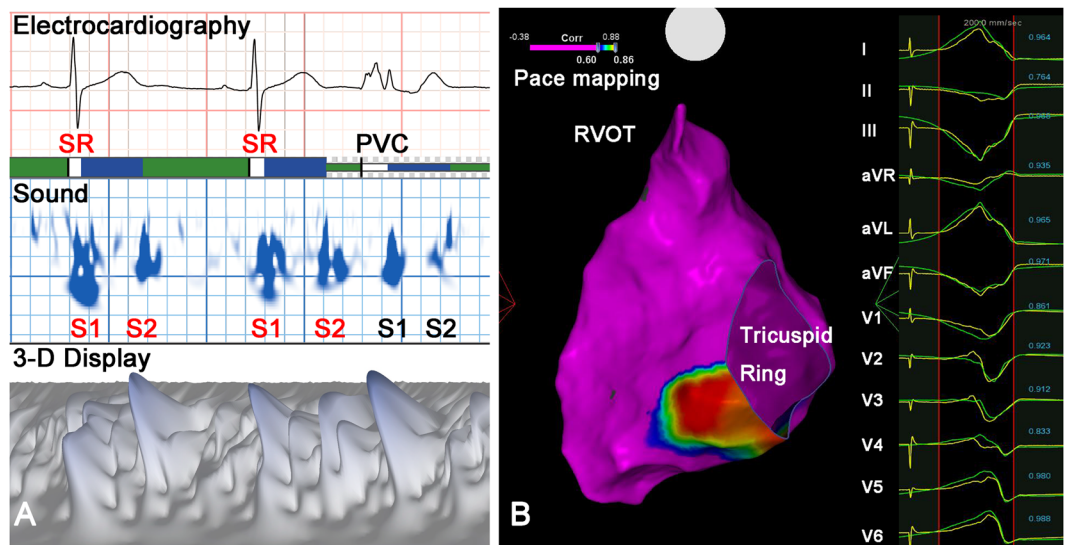 Electrocardiography
SR SR PVC
Sound
S1 S2 S1 S2 S1 S2
3-D Display
A
Corr
-0.38 0.88
0.60 0.86
Pace mapping
RVOT
Tricuspid
Ring
B
200.0 mm/sec
I 0.964
II 0.764
III
aVR 0.935
aVL 0.965
aVF 0.971
V1 0.861
V2 0.923
V3 0.912
V4 0.833
V5 0.980
V6 0.988